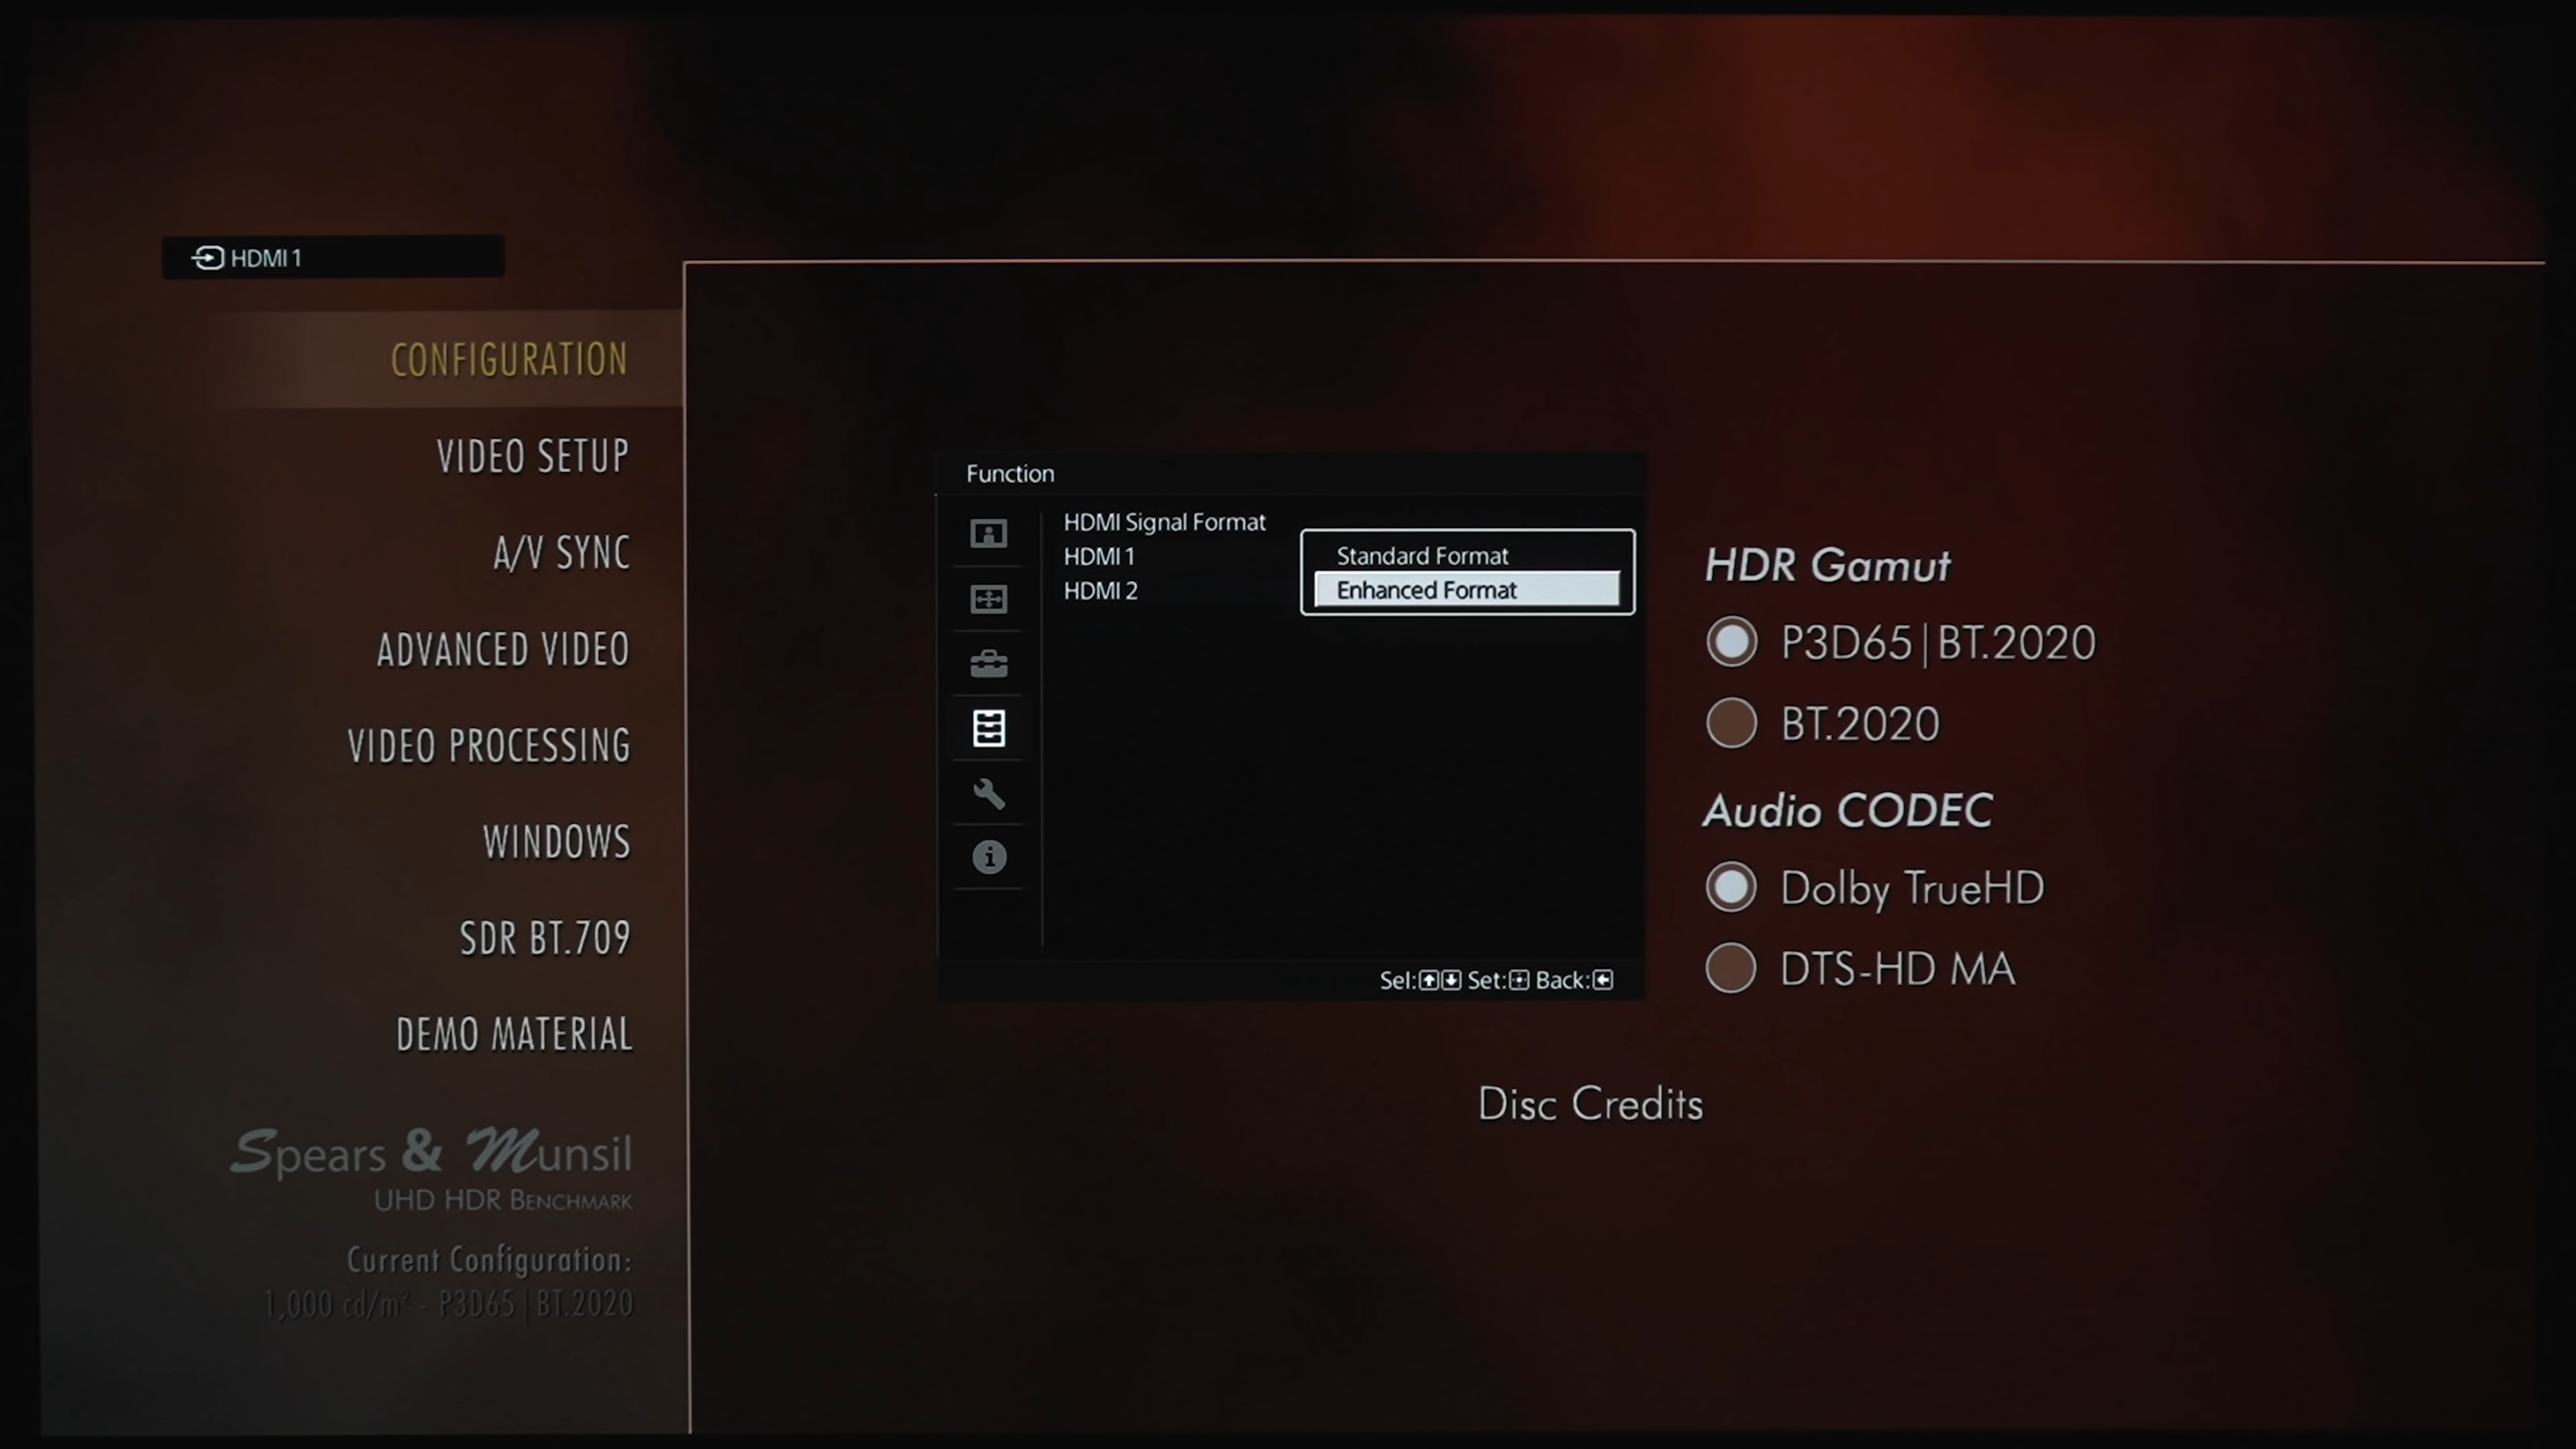 HDMI 1
CONFIGURATION
VIDEO SETUP
A/V SYNC
ADVANCED VIDEO
VIDEO PROCESSING
WINDOWS
SDR BT.709
DEMO MATERIAL
Spears & Munsil
UHD HDR BENCHMARK
Current Configuration:
1,000 cd/m² - P3D65 | BT.2020
Function
HDMI Signal Format
HDMI 1
HDMI 2
Standard Format
Enhanced Format
Sel: Set: Back:
HDR Gamut
P3D65|BT.2020
BT.2020
Audio CODEC
Dolby TrueHD
DTS-HD MA
Disc Credits